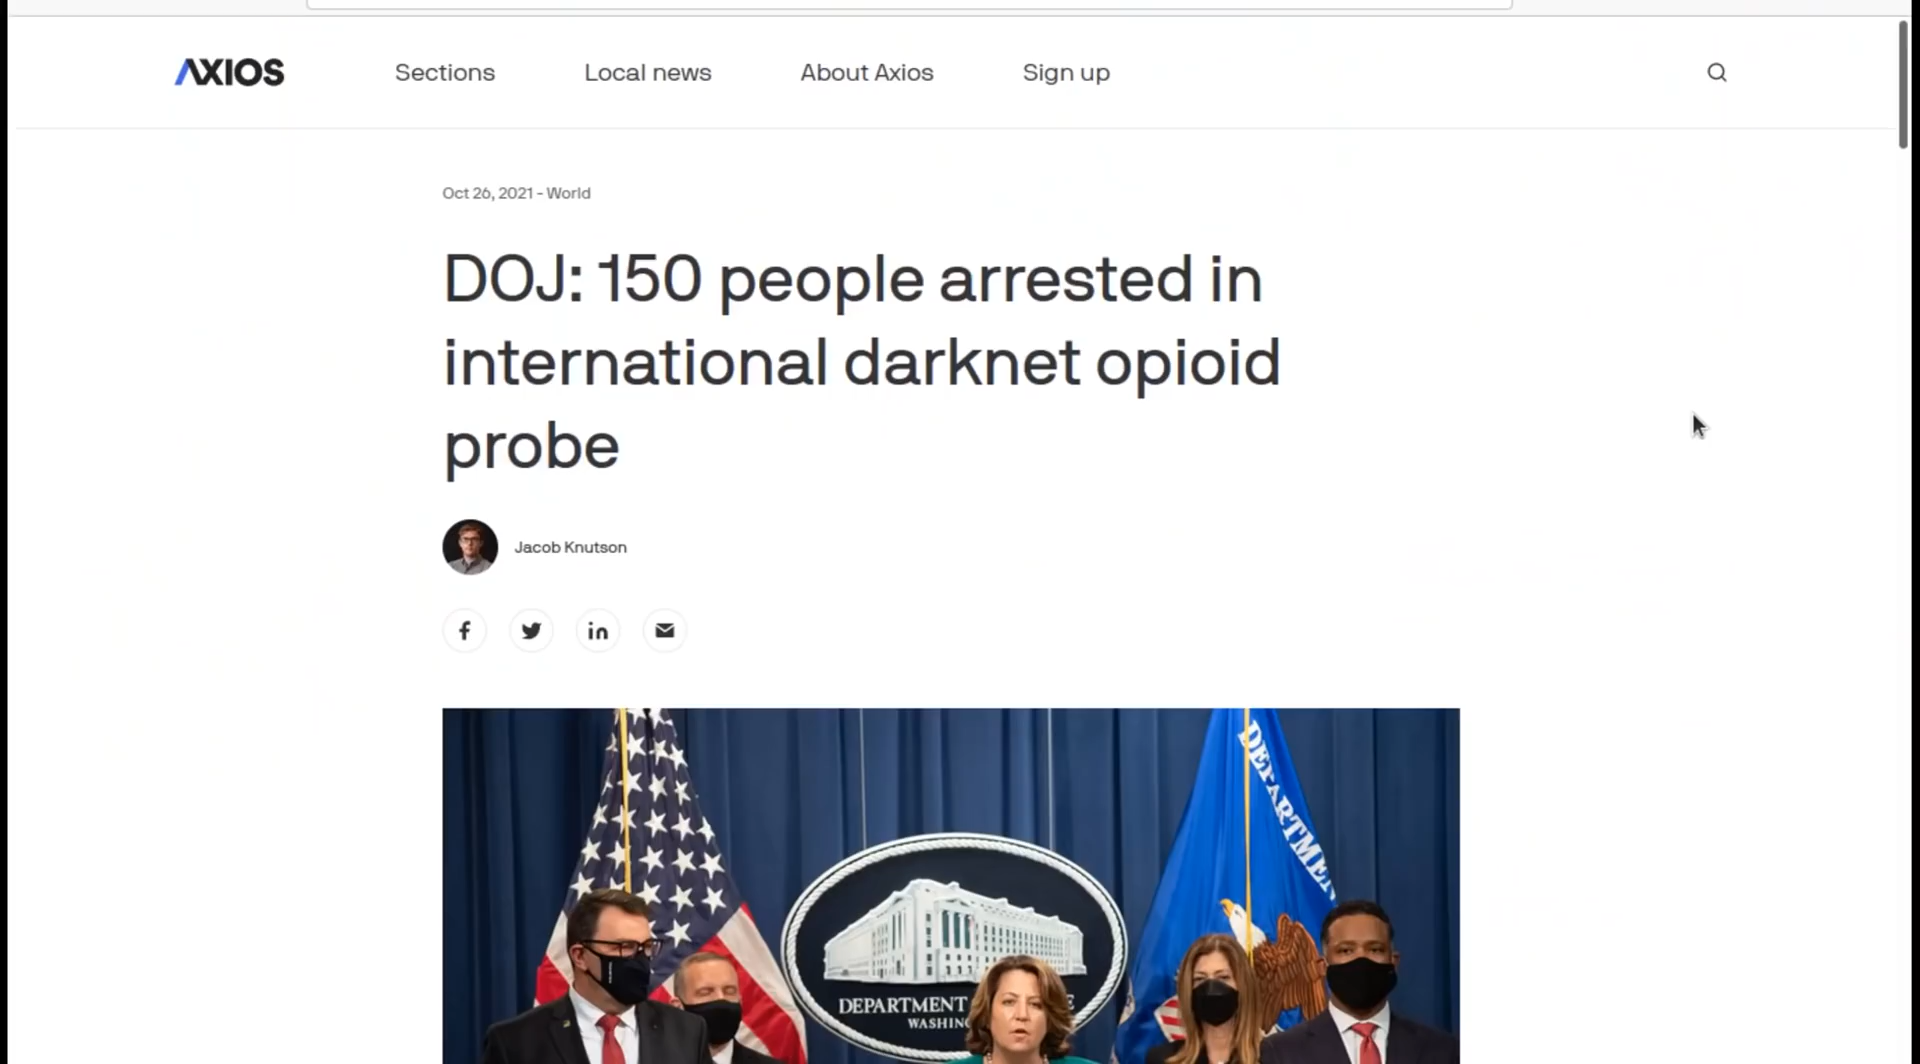 AXIOS Sections Local news About Axios Sign up
Oct 26, 2021 - World
DOJ: 150 people arrested in
international darknet opioid
probe
Jacob Knutson
DEPARTMENT
DEPARTMENT